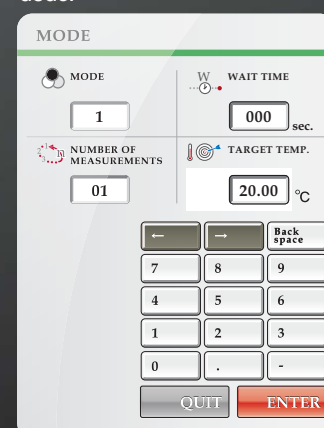 MODE
MODE
1
W
WAIT TIME
000 sec.
NUMBER OF
MEASUREMENTS
01
TARGET TEMP.
20.00 °C
← → Back space
7 8 9
4 5 6
1 2 3
0 . -
QUIT ENTER